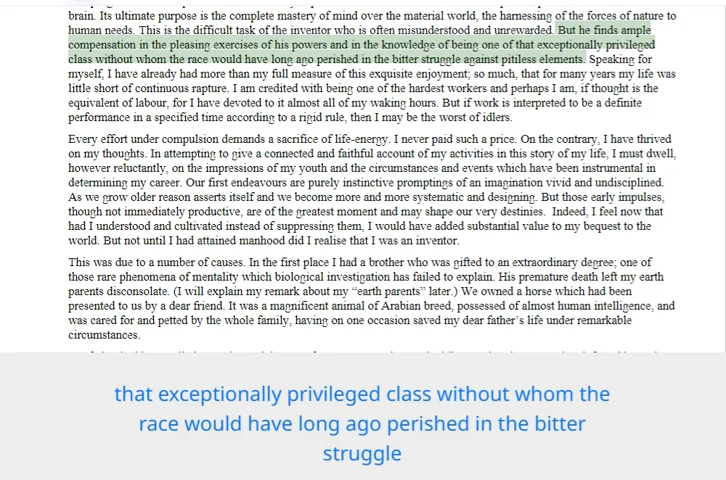 brain. Its ultimate purpose is the complete mastery of mind over the material world, the harnessing of the forces of nature to
human needs. This is the difficult task of the inventor who is often misunderstood and unrewarded. But he finds ample
compensation in the pleasing exercises of his powers and in the knowledge of being one of that exceptionally privileged
class without whom the race would have long ago perished in the bitter struggle against pitiless elements. Speaking for
myself, I have already had more than my full measure of this exquisite enjoyment; so much, that for many years my life was
little short of continuous rapture. I am credited with being one of the hardest workers and perhaps I am, if thought is the
equivalent of labour, for I have devoted to it almost all of my waking hours. But if work is interpreted to be a definite
performance in a specified time according to a rigid rule, then I may be the worst of idlers.
Every effort under compulsion demands a sacrifice of life-energy. I never paid such a price. On the contrary, I have thrived
on my thoughts. In attempting to give a connected and faithful account of my activities in this story of my life, I must dwell,
however reluctantly, on the impressions of my youth and the circumstances and events which have been instrumental in
determining my career. Our first endeavours are purely instinctive promptings of an imagination vivid and undisciplined.
As we grow older reason asserts itself and we become more and more systematic and designing. But those early impulses,
though not immediately productive, are of the greatest moment and may shape our very destinies. Indeed, I feel now that
had I understood and cultivated instead of suppressing them, I would have added substantial value to my bequest to the
world. But not until I had attained manhood did I realise that I was an inventor.
This was due to a number of causes. In the first place I had a brother who was gifted to an extraordinary degree; one of
those rare phenomena of mentality which biological investigation has failed to explain. His premature death left my earth
parents disconsolate. (I will explain my remark about my “earth parents” later.) We owned a horse which had been
presented to us by a dear friend. It was a magnificent animal of Arabian breed, possessed of almost human intelligence, and
was cared for and petted by the whole family, having on one occasion saved my dear father’s life under remarkable
circumstances.
that exceptionally privileged class without whom the
race would have long ago perished in the bitter
struggle